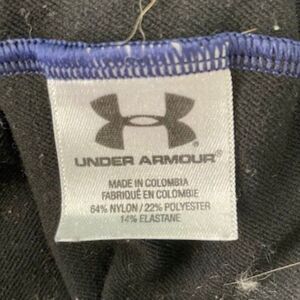 UNDER ARMOUR®
MADE IN COLOMBIA
FABRIQUÉ EN COLOMBIE
64% NYLON / 22% POLYESTER
14% ELASTANE